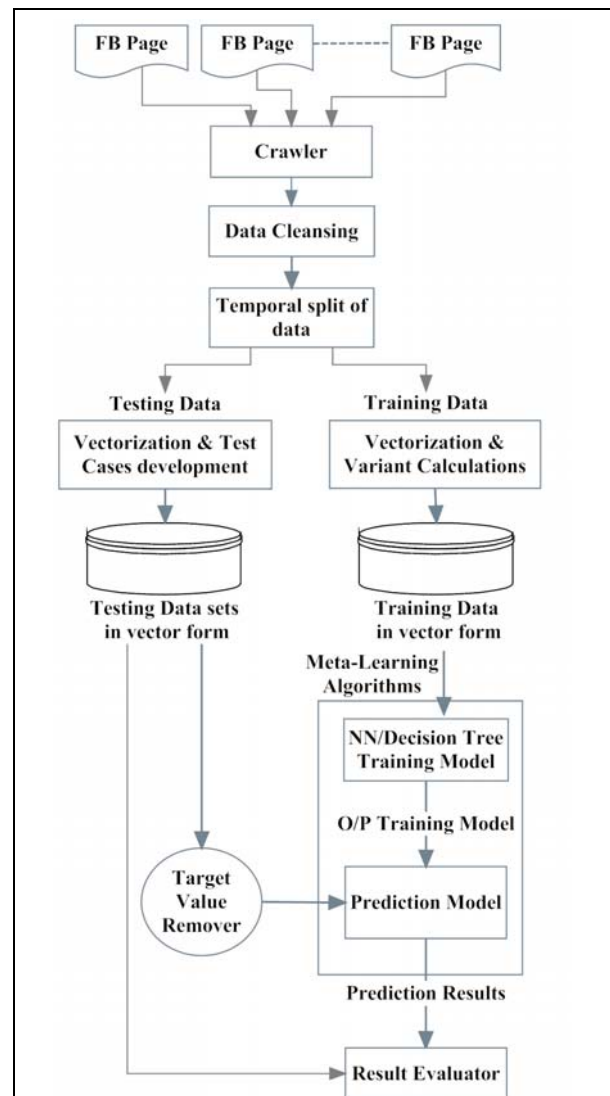 FB Page
FB Page
FB Page
Crawler
Data Cleansing
Temporal split of
data
Testing Data
Training Data
Vectorization & Test
Cases development
Vectorization &
Variant Calculations
Testing Data sets
in vector form
Training Data
in vector form
Meta-Learning
Algorithms
NN/Decision Tree
Training Model
O/P Training Model
Target
Value
Remover
Prediction Model
Prediction Results
Result Evaluator